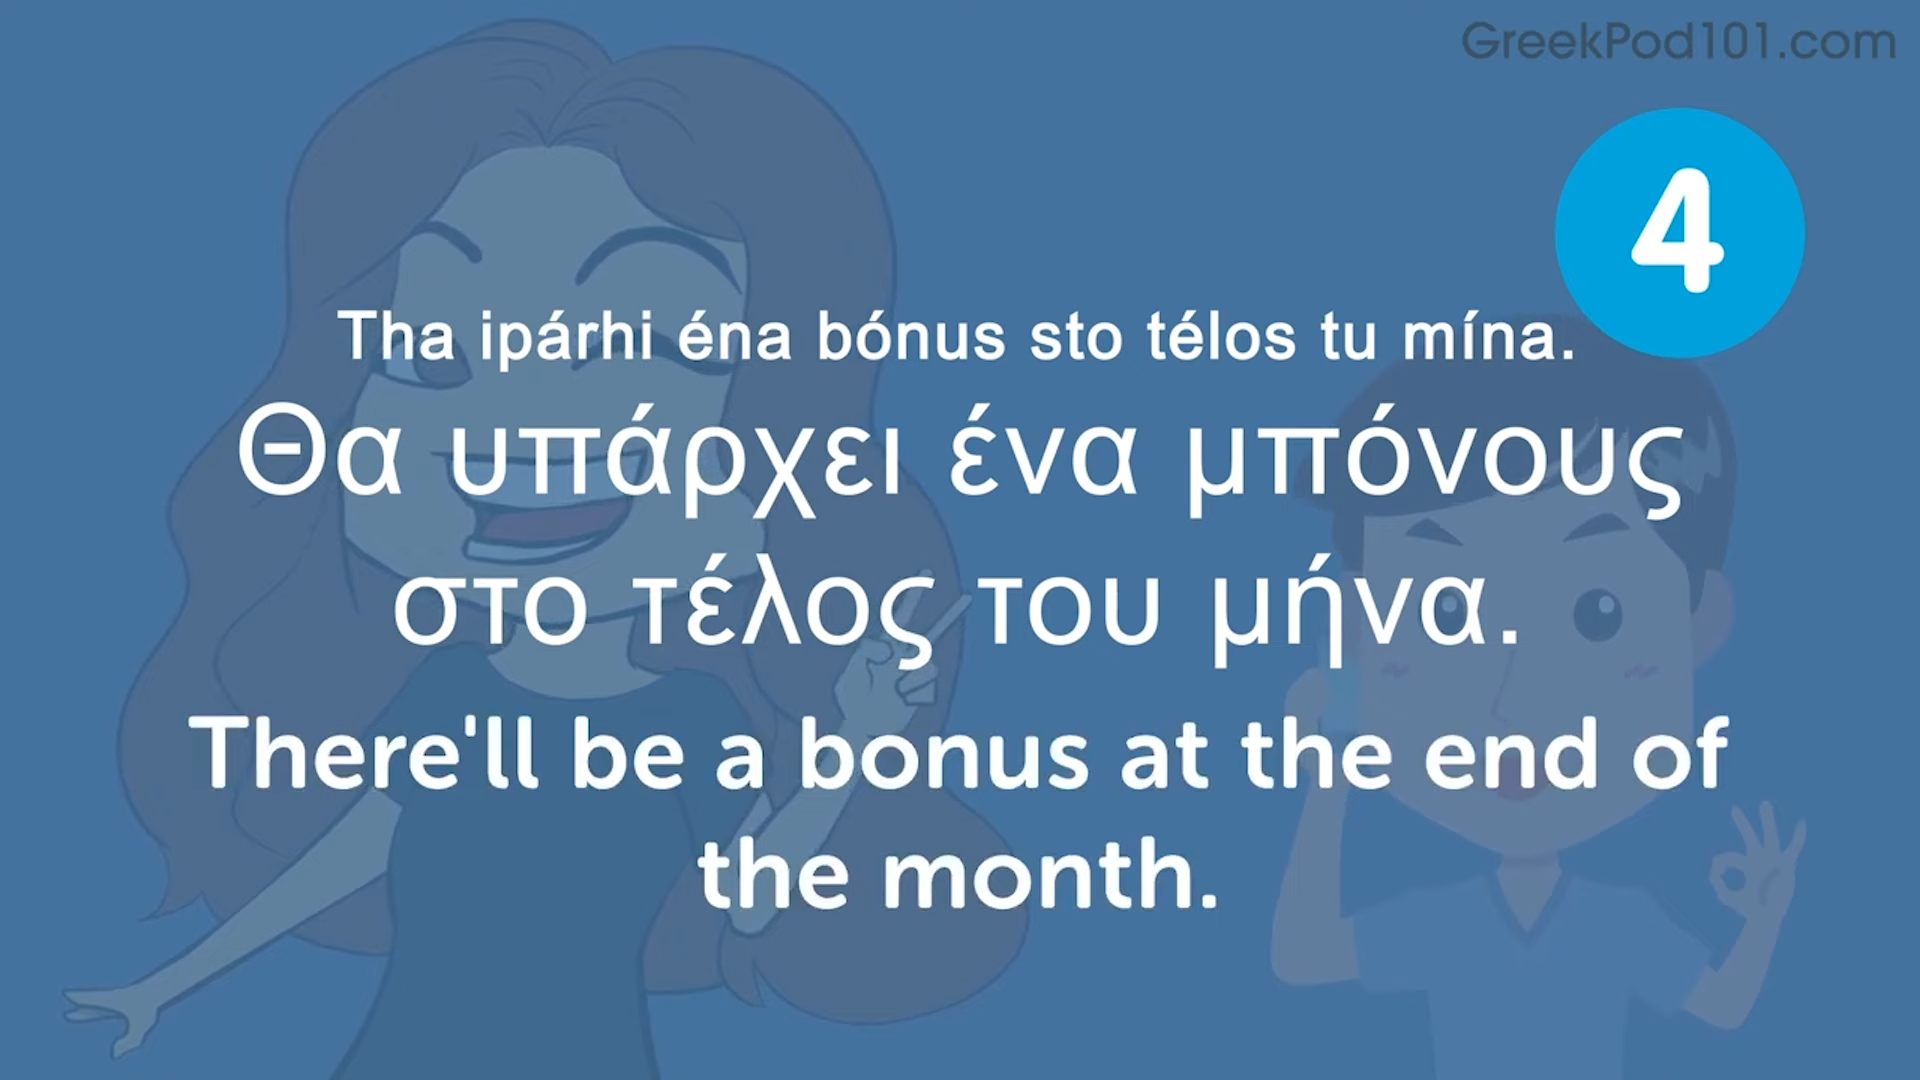 GreekPod101.com
4
Tha ipárhi éna bónus sto télos tu mína.
Θα υπάρχει ένα μπόνους
στο τέλος του μήνα.
There'll be a bonus at the end of
the month.